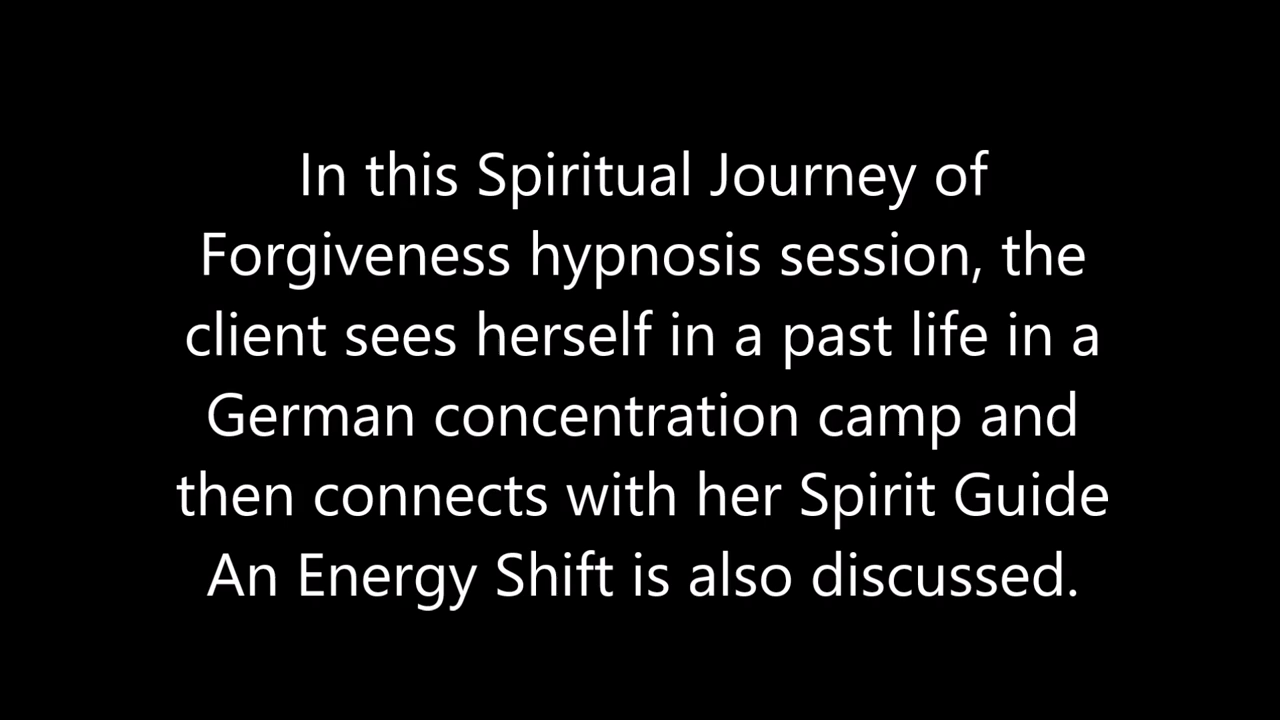 In this Spiritual Journey of
Forgiveness hypnosis session, the
client sees herself in a past life in a
German concentration camp and
then connects with her Spirit Guide
An Energy Shift is also discussed.